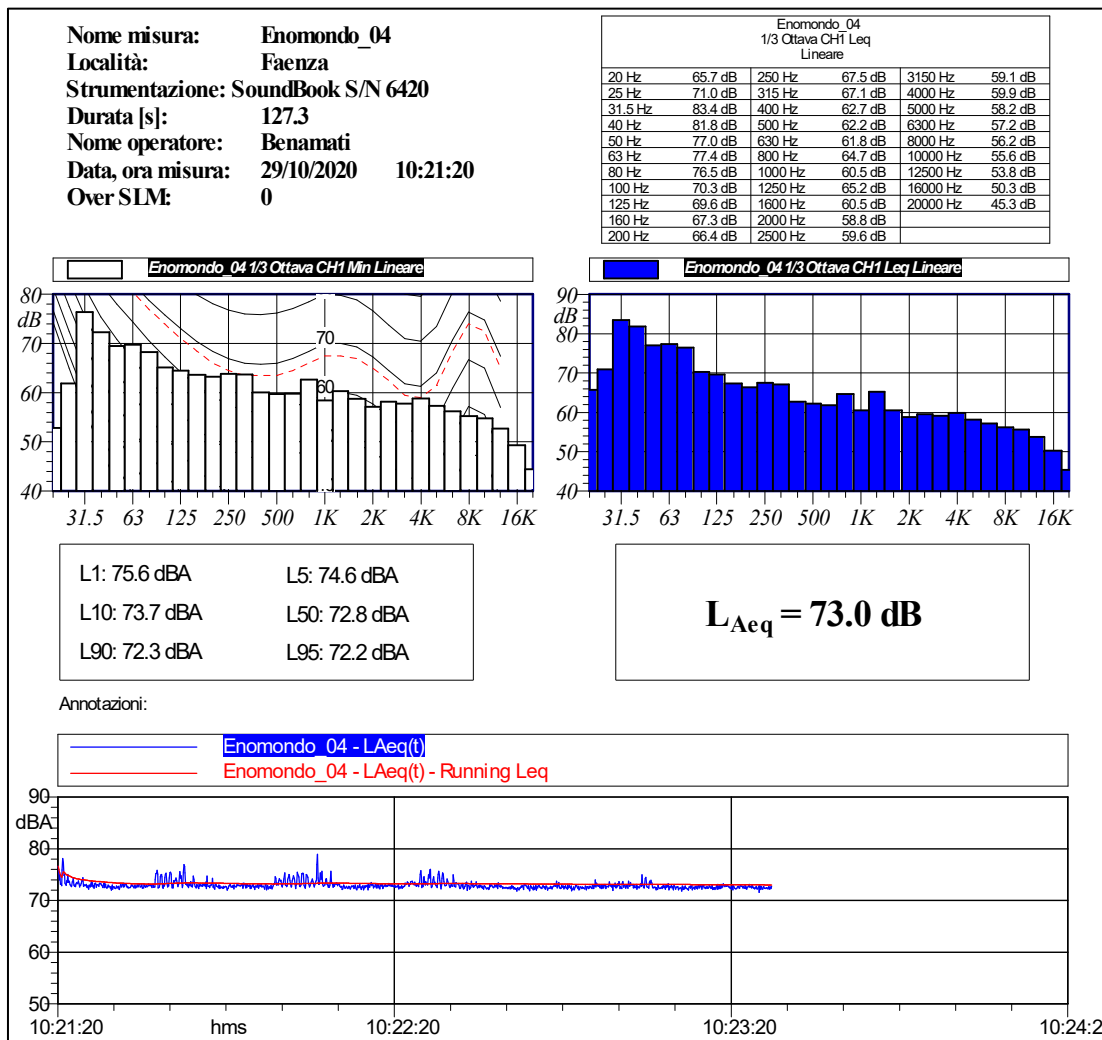 Nome misura: Enomondo_04
Località: Faenza
Strumentazione: SoundBook S/N 6420
Durata [s]: 127.3
Nome operatore: Benamati
Data, ora misura: 29/10/2020 10:21:20
Over SLM: 0
Enomondo_04
1/3 Ottava CH1 Leq
Lineare
20 Hz 65.7 dB 250 Hz 67.5 dB 3150 Hz 59.1 dB
25 Hz 71.0 dB 315 Hz 67.1 dB 4000 Hz 59.9 dB
31.5 Hz 83.4 dB 400 Hz 62.7 dB 5000 Hz 58.2 dB
40 Hz 81.8 dB 500 Hz 62.2 dB 6300 Hz 57.2 dB
50 Hz 77.0 dB 630 Hz 61.8 dB 8000 Hz 56.2 dB
63 Hz 77.4 dB 800 Hz 64.7 dB 10000 Hz 55.6 dB
80 Hz 76.5 dB 1000 Hz 60.5 dB 12500 Hz 53.8 dB
100 Hz 70.3 dB 1250 Hz 65.2 dB 16000 Hz 50.3 dB
125 Hz 69.6 dB 1600 Hz 60.5 dB 20000 Hz 45.3 dB
160 Hz 67.3 dB 2000 Hz 58.8 dB
200 Hz 66.4 dB 2500 Hz 59.6 dB
Enomondo_04 1/3 Ottava CH1 Min Lineare
80
dB
70
60
50
40
70
60
31.5 63 125 250 500 1K 2K 4K 8K 16K
Enomondo_04 1/3 Ottava CH1 Leq Lineare
90
dB
80
70
60
50
40
31.5 63 125 250 500 1K 2K 4K 8K 16K
L1: 75.6 dBA L5: 74.6 dBA
L10: 73.7 dBA L50: 72.8 dBA
L90: 72.3 dBA L95: 72.2 dBA
LAeq = 73.0 dB
Annotazioni:
Enomondo_04 - LAeq(t)
Enomondo_04 - LAeq(t) - Running Leq
90
dBA
80
70
60
50
10:21:20 hms 10:22:20 10:23:20 10:24:2